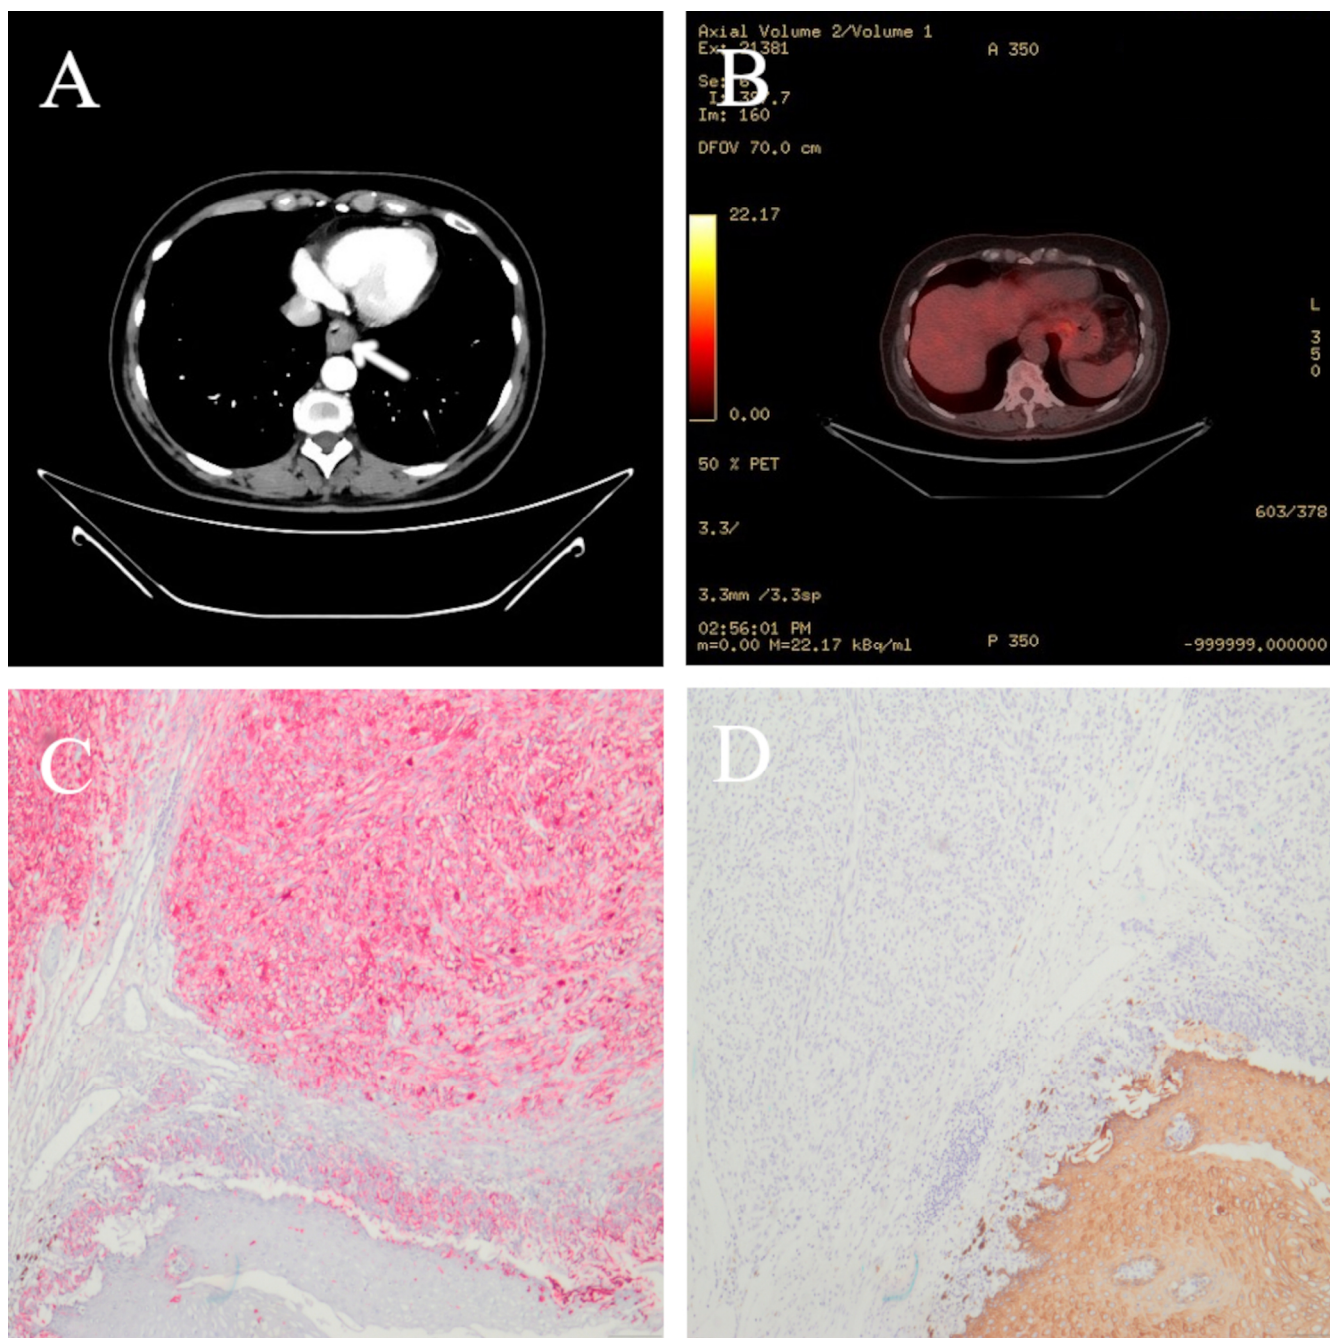 A
Axial Volume 2/Volume 1
Ex: 21381
A 350
B
Im: 160
DFOV 70.0 cm
22.17
L
350
0.00
50 % PET
603/378
3.3/
3.3mm /3.3sp
02:56:01 PM
m=0.00 M=22.17 kBq/ml
P 350
-999999.000000
C
D